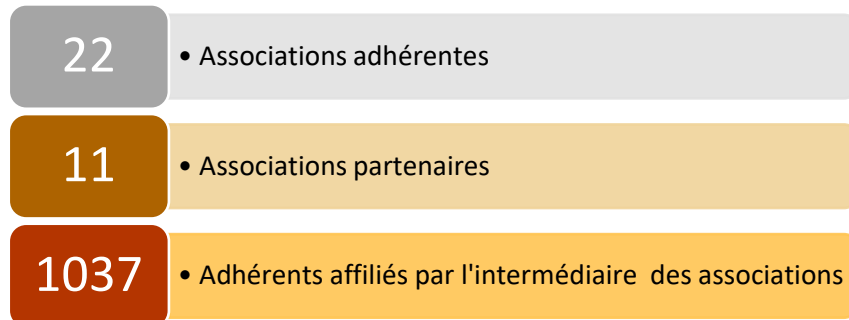 22
• Associations adhérentes
11
• Associations partenaires
1037
• Adhérents affiliés par l'intermédiaire des associations